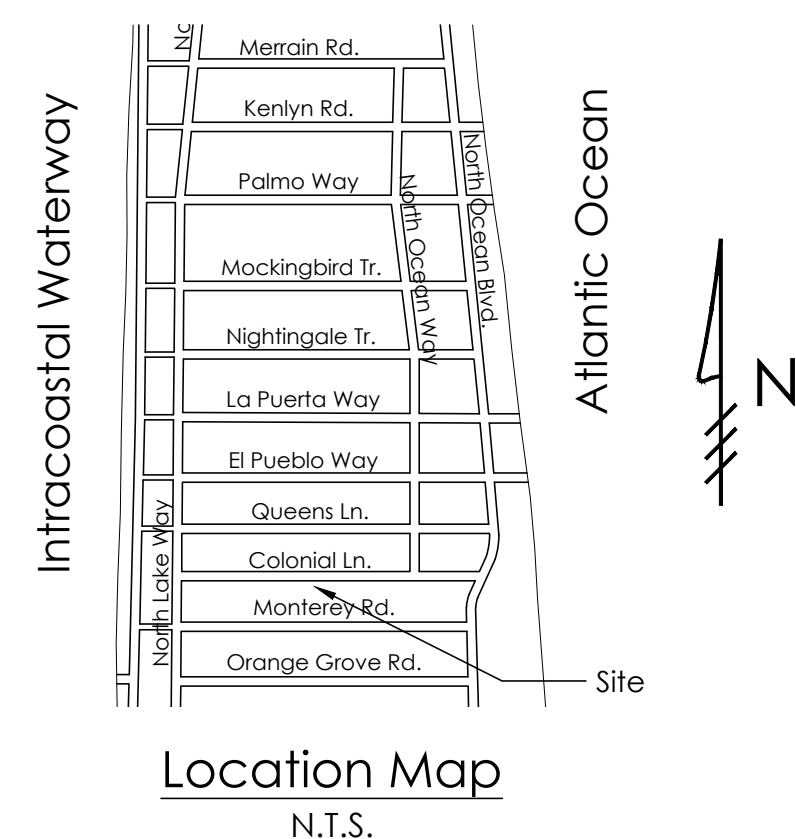 Merrain Rd.
Kenlyn Rd.
Palmo Way
Mockingbird Tr.
Nightingale Tr.
La Puerta Way
El Pueblo Way
Queens Ln.
Colonial Ln.
Monterey Rd.
Orange Grove Rd.
North Lake Way
North Ocean Way
North Ocean Blvd.
Intracoastal Waterway
Atlantic Ocean
N
Site
Location Map
N.T.S.